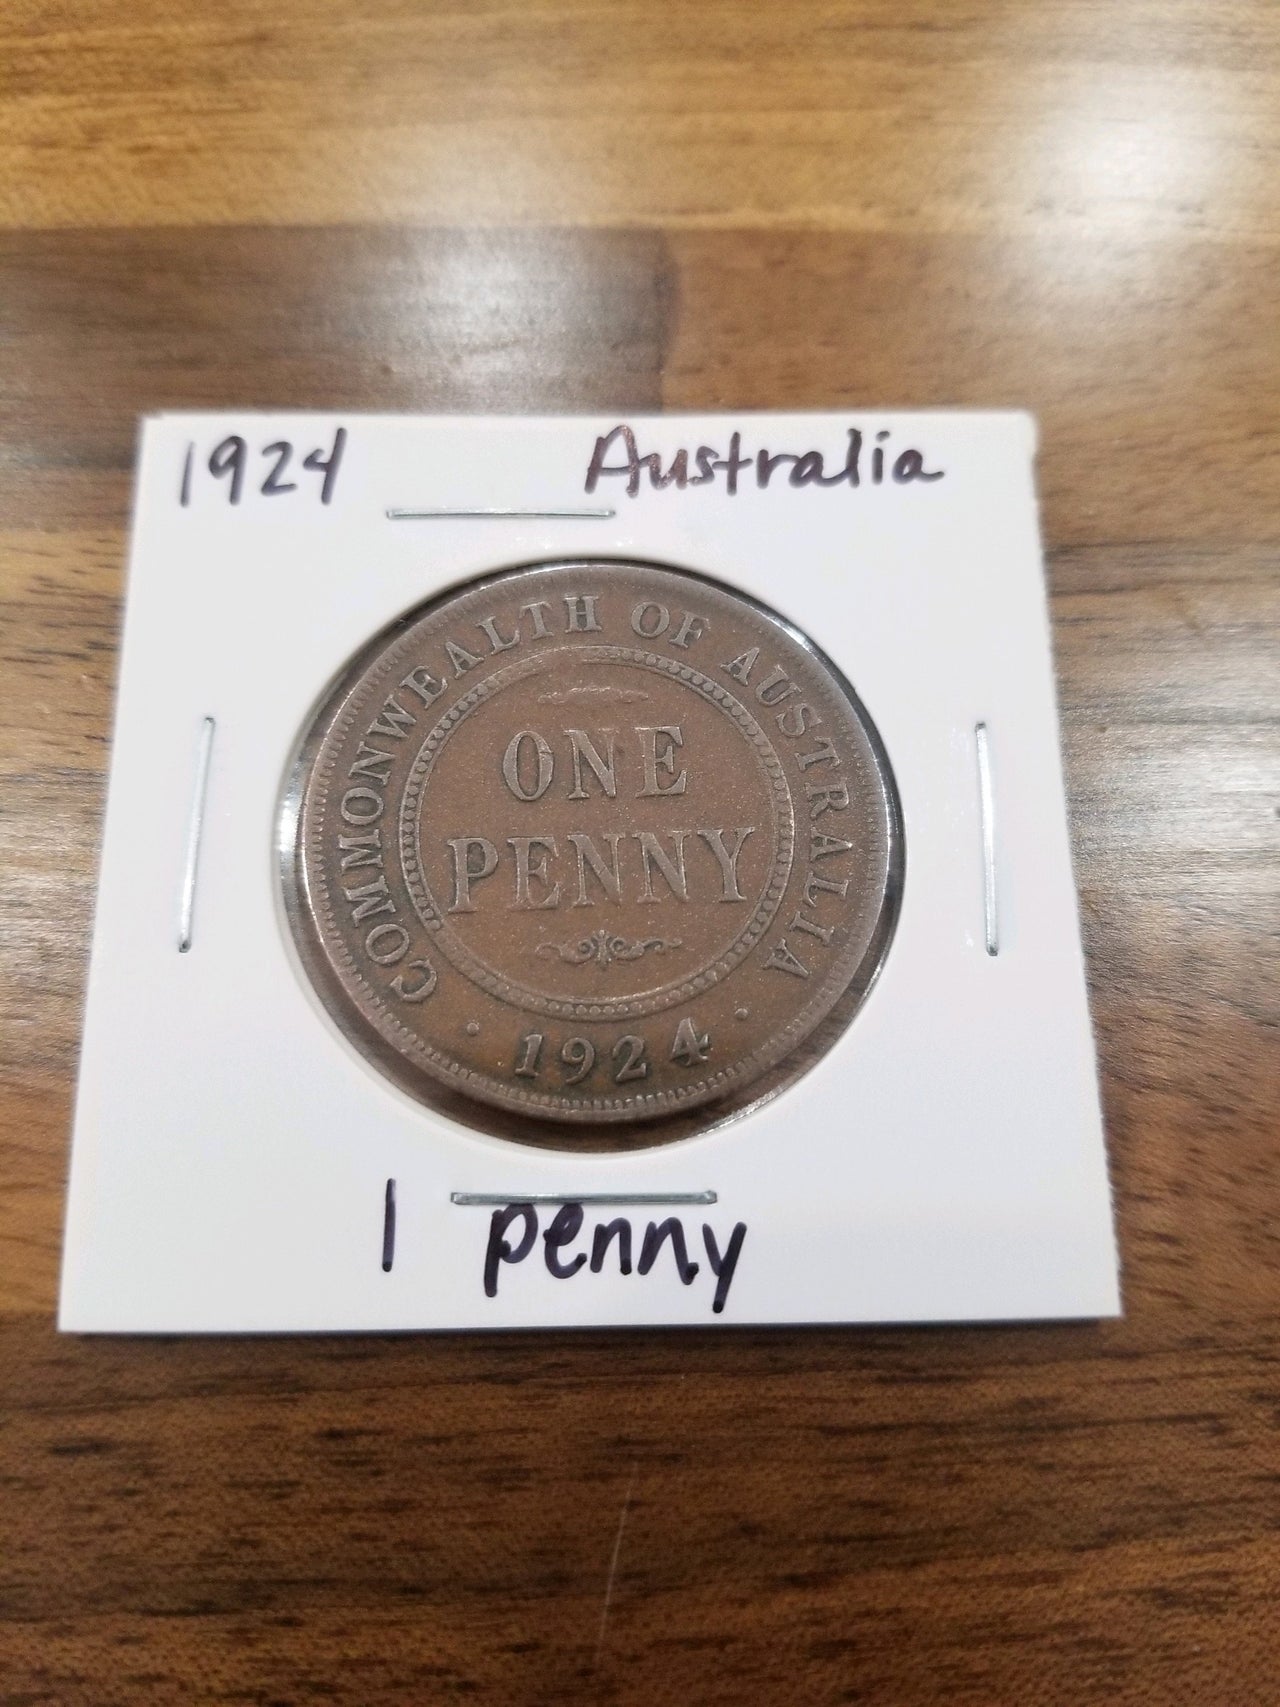 1924 Australia
COMMONWEALTH OF AUSTRALIA
ONE
PENNY
· 1924 ·
1 penny